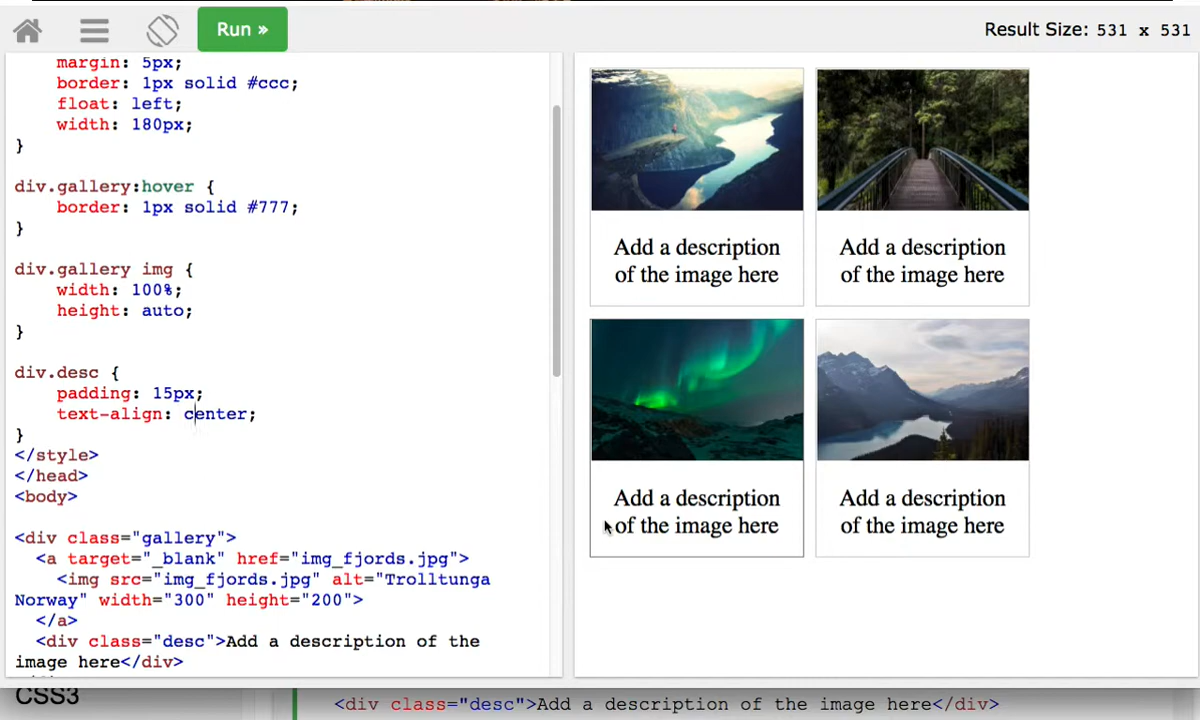 Run »
Result Size: 531 x 531
margin: 5px;
border: 1px solid #ccc;
float: left;
width: 180px;
}
div.gallery:hover {
border: 1px solid #777;
}
div.gallery img {
width: 100%;
height: auto;
}
div.desc {
padding: 15px;
text-align: center;
}
</style>
</head>
<body>
<div class="gallery">
<a target="_blank" href="img_fjords.jpg">
<img src="img_fjords.jpg" alt="Trolltunga
Norway" width="300" height="200">
</a>
<div class="desc">Add a description of the
image here</div>
Add a description
of the image here
Add a description
of the image here
Add a description
of the image here
Add a description
of the image here
CSS3
<div class="desc">Add a description of the image here</div>